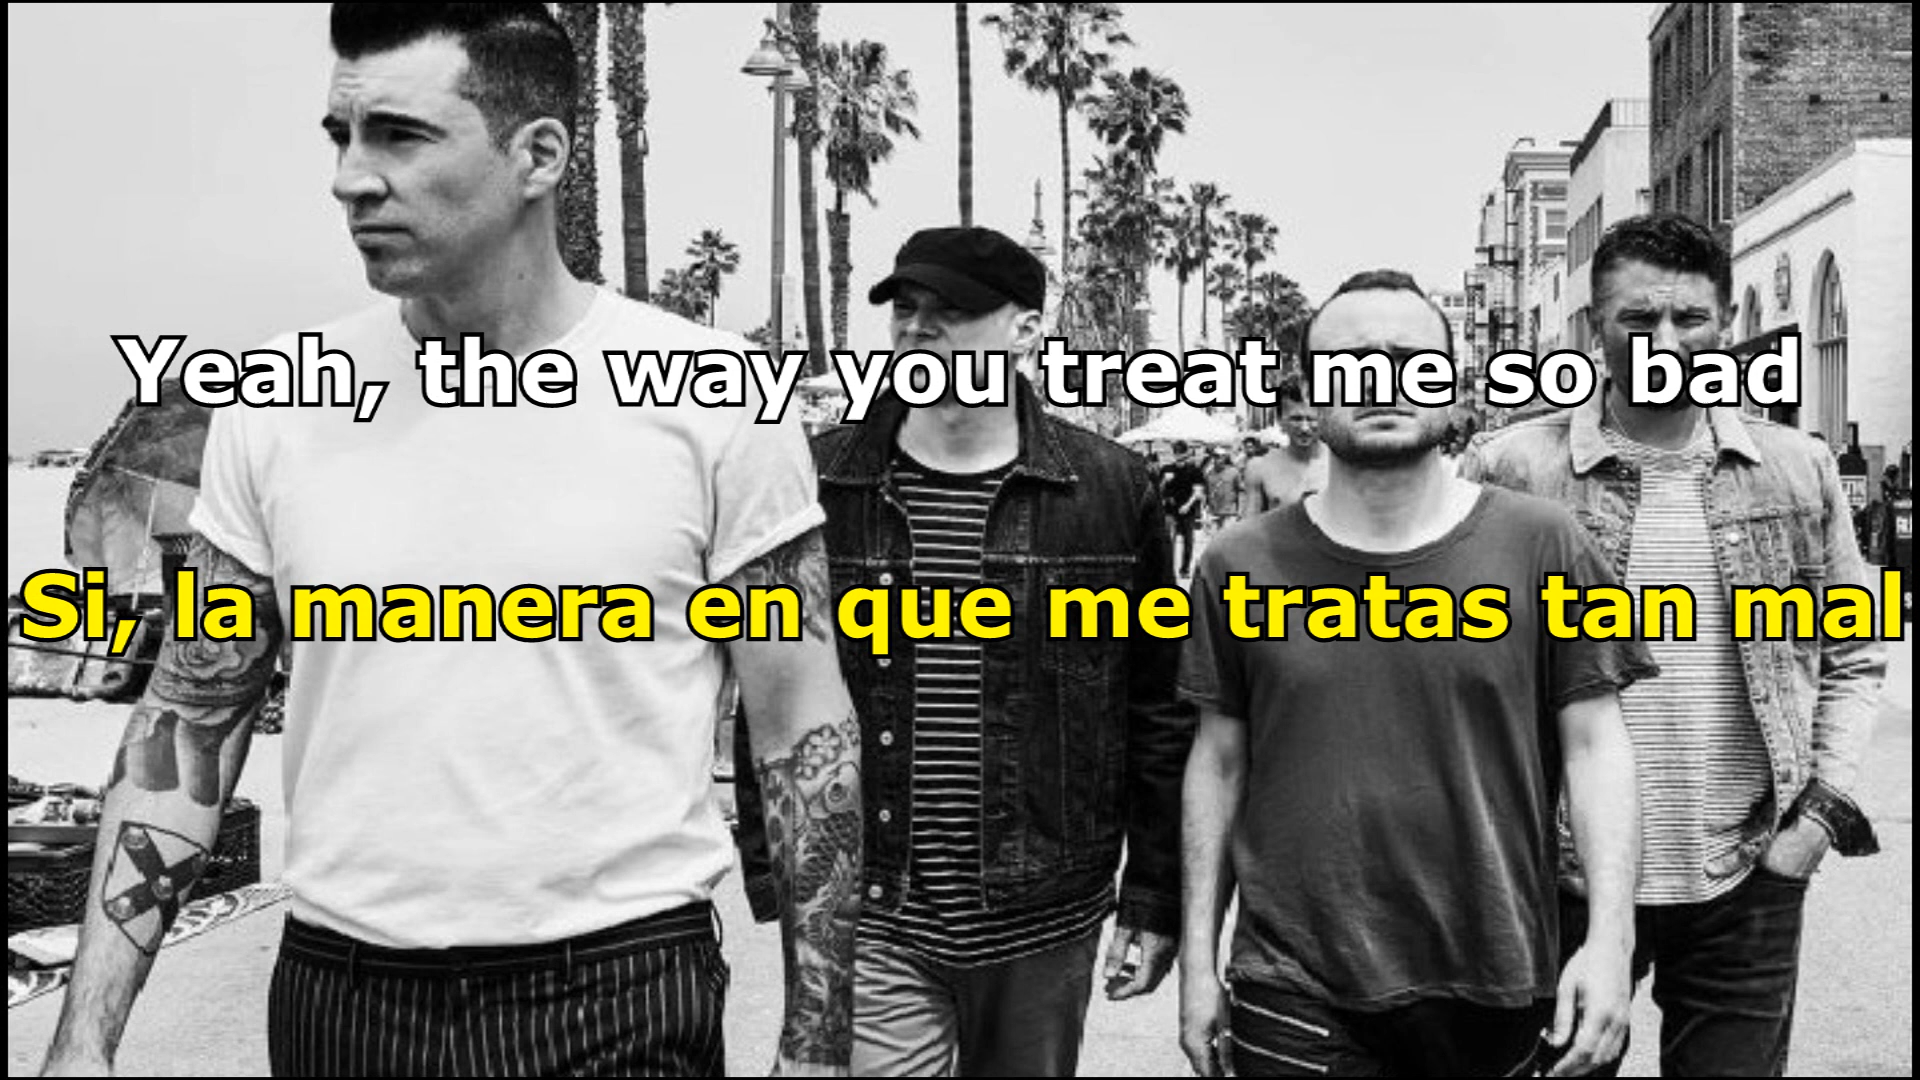 Yeah, the way you treat me so bad
Si, la manera en que me tratas tan mal